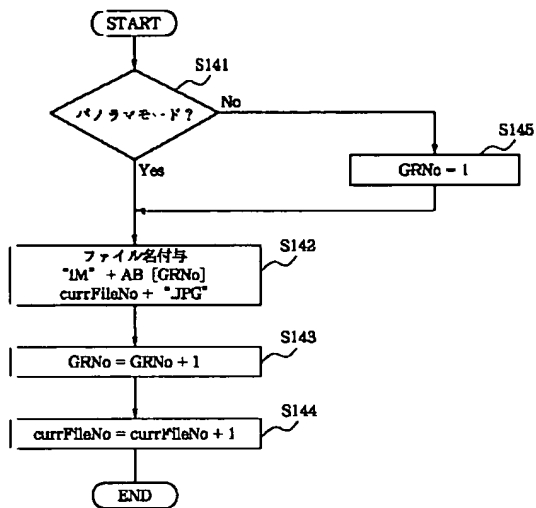 START
S141
パノラマモード?
No
Yes
S145
GRNo = 1
S142
ファイル名付与
"IM" + AB [GRNo]
currFileNo + ".JPG"
S143
GRNo = GRNo + 1
S144
currFileNo = currFileNo + 1
END